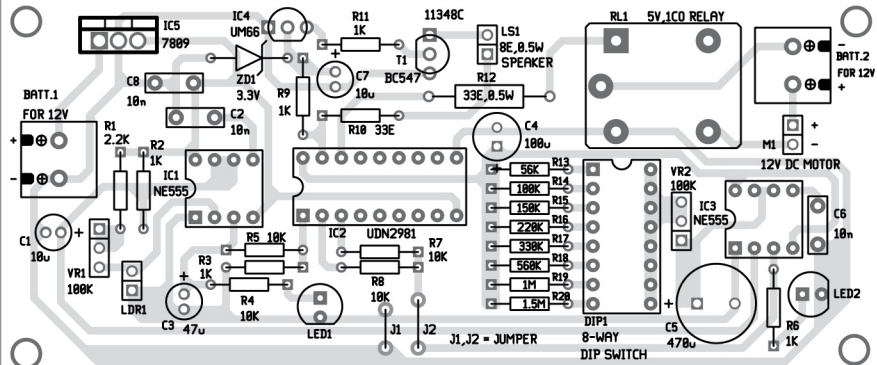 IC5
7809
IC4
UM66
R11
1K
11348C
T1
BC547
LS1
8E,0.5W
SPEAKER
RL1
5V,1CO RELAY
BATT.2
FOR 12V
-
+
ZD1
3.3V
C8
10n
C7
10u
+
R9
1K
R12
33E,0.5W
R10 33E
C2
10n
C4
100u
+
M1
+
-
12V DC MOTOR
BATT.1
FOR 12V
+
-
R1
2.2K
R2
1K
IC1
NE555
IC2
UDN2981
R13
56K
R14
100K
R15
150K
R16
220K
R17
330K
R18
560K
R19
1M
R20
1.5M
VR2
100K
IC3
NE555
C6
10n
C1
10u
+
VR1
100K
LDR1
R5 10K
R3
1K
R4
10K
R7
10K
R8
10K
+
C3
47u
LED1
J1
J2
J1,J2 = JUMPER
DIP1
8-WAY
DIP SWITCH
+
C5
470u
R6
1K
LED2